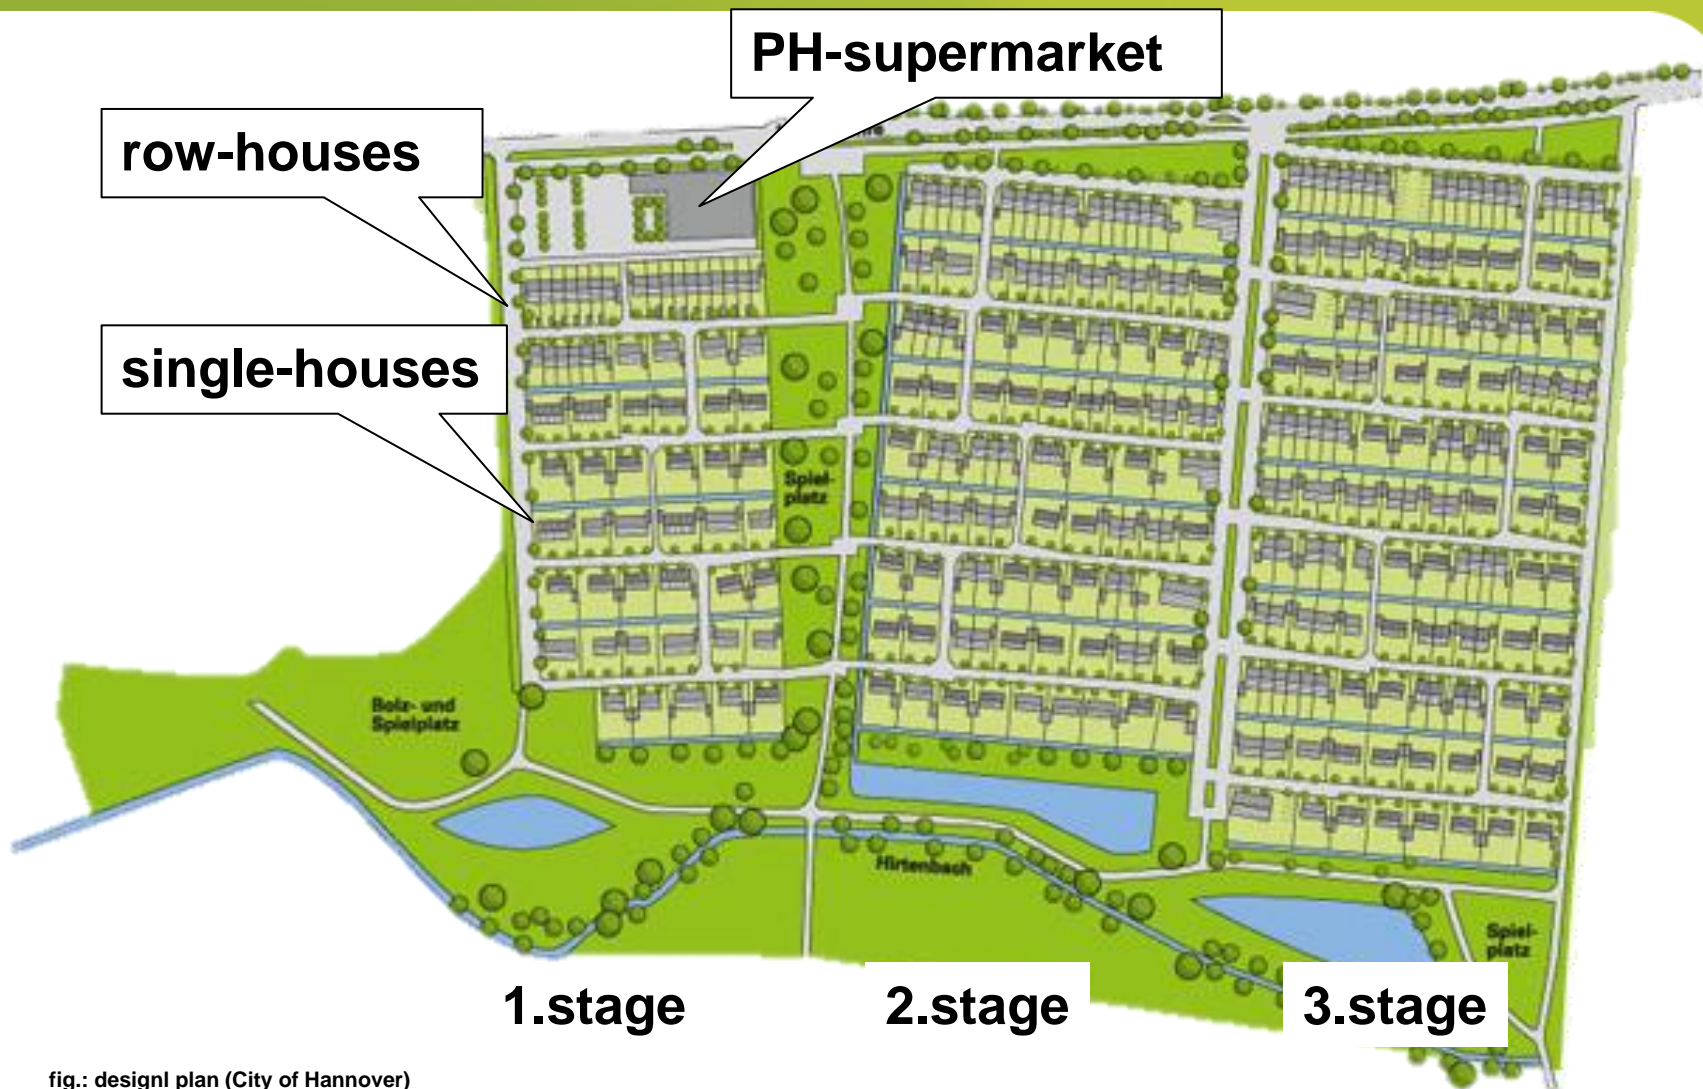 PH-supermarket
row-houses
single-houses
Spiel-
platz
Bolz- und
Spielplatz
Hirtenbach
Spiel-
platz
1.stage
2.stage
3.stage
fig.: designl plan (City of Hannover)